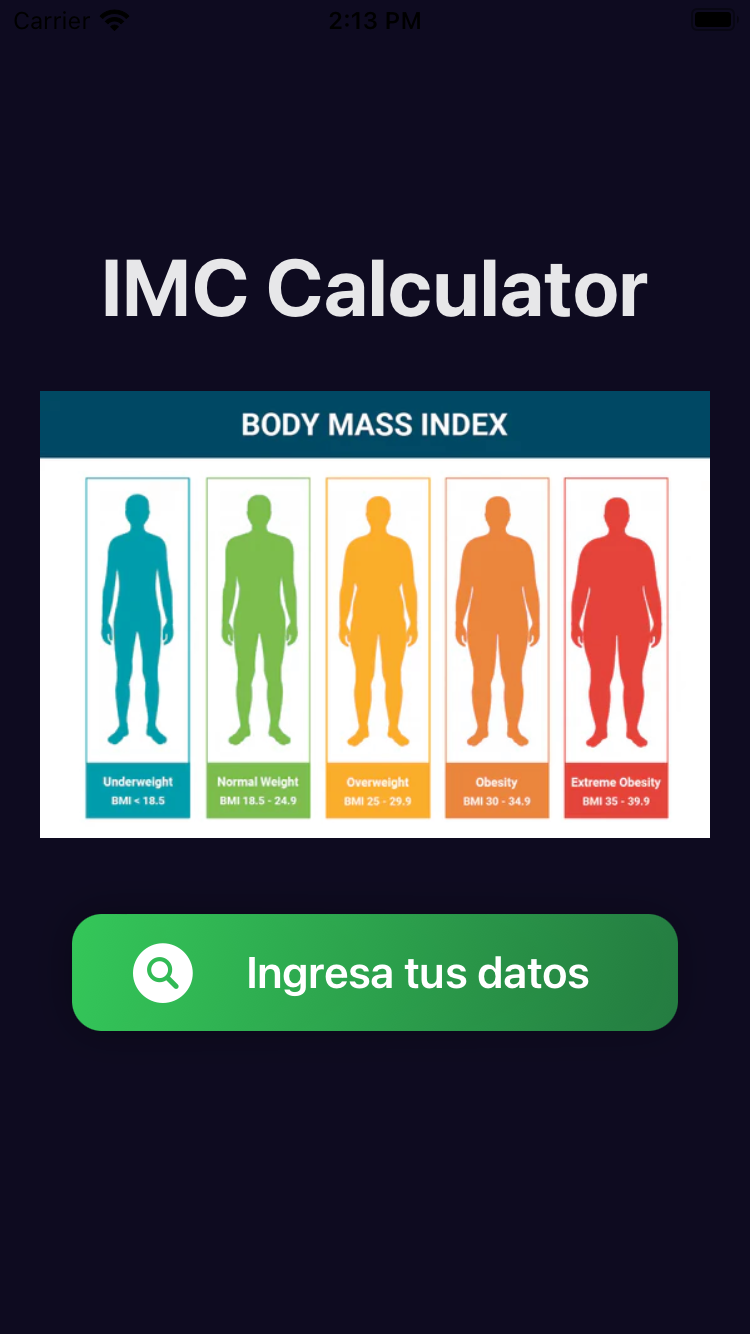 Carrier 2:13 PM
IMC Calculator
BODY MASS INDEX
Underweight
BMI < 18.5
Normal Weight
BMI 18.5 - 24.9
Overweight
BMI 25 - 29.9
Obesity
BMI 30 - 34.9
Extreme Obesity
BMI 35 - 39.9
Ingresa tus datos